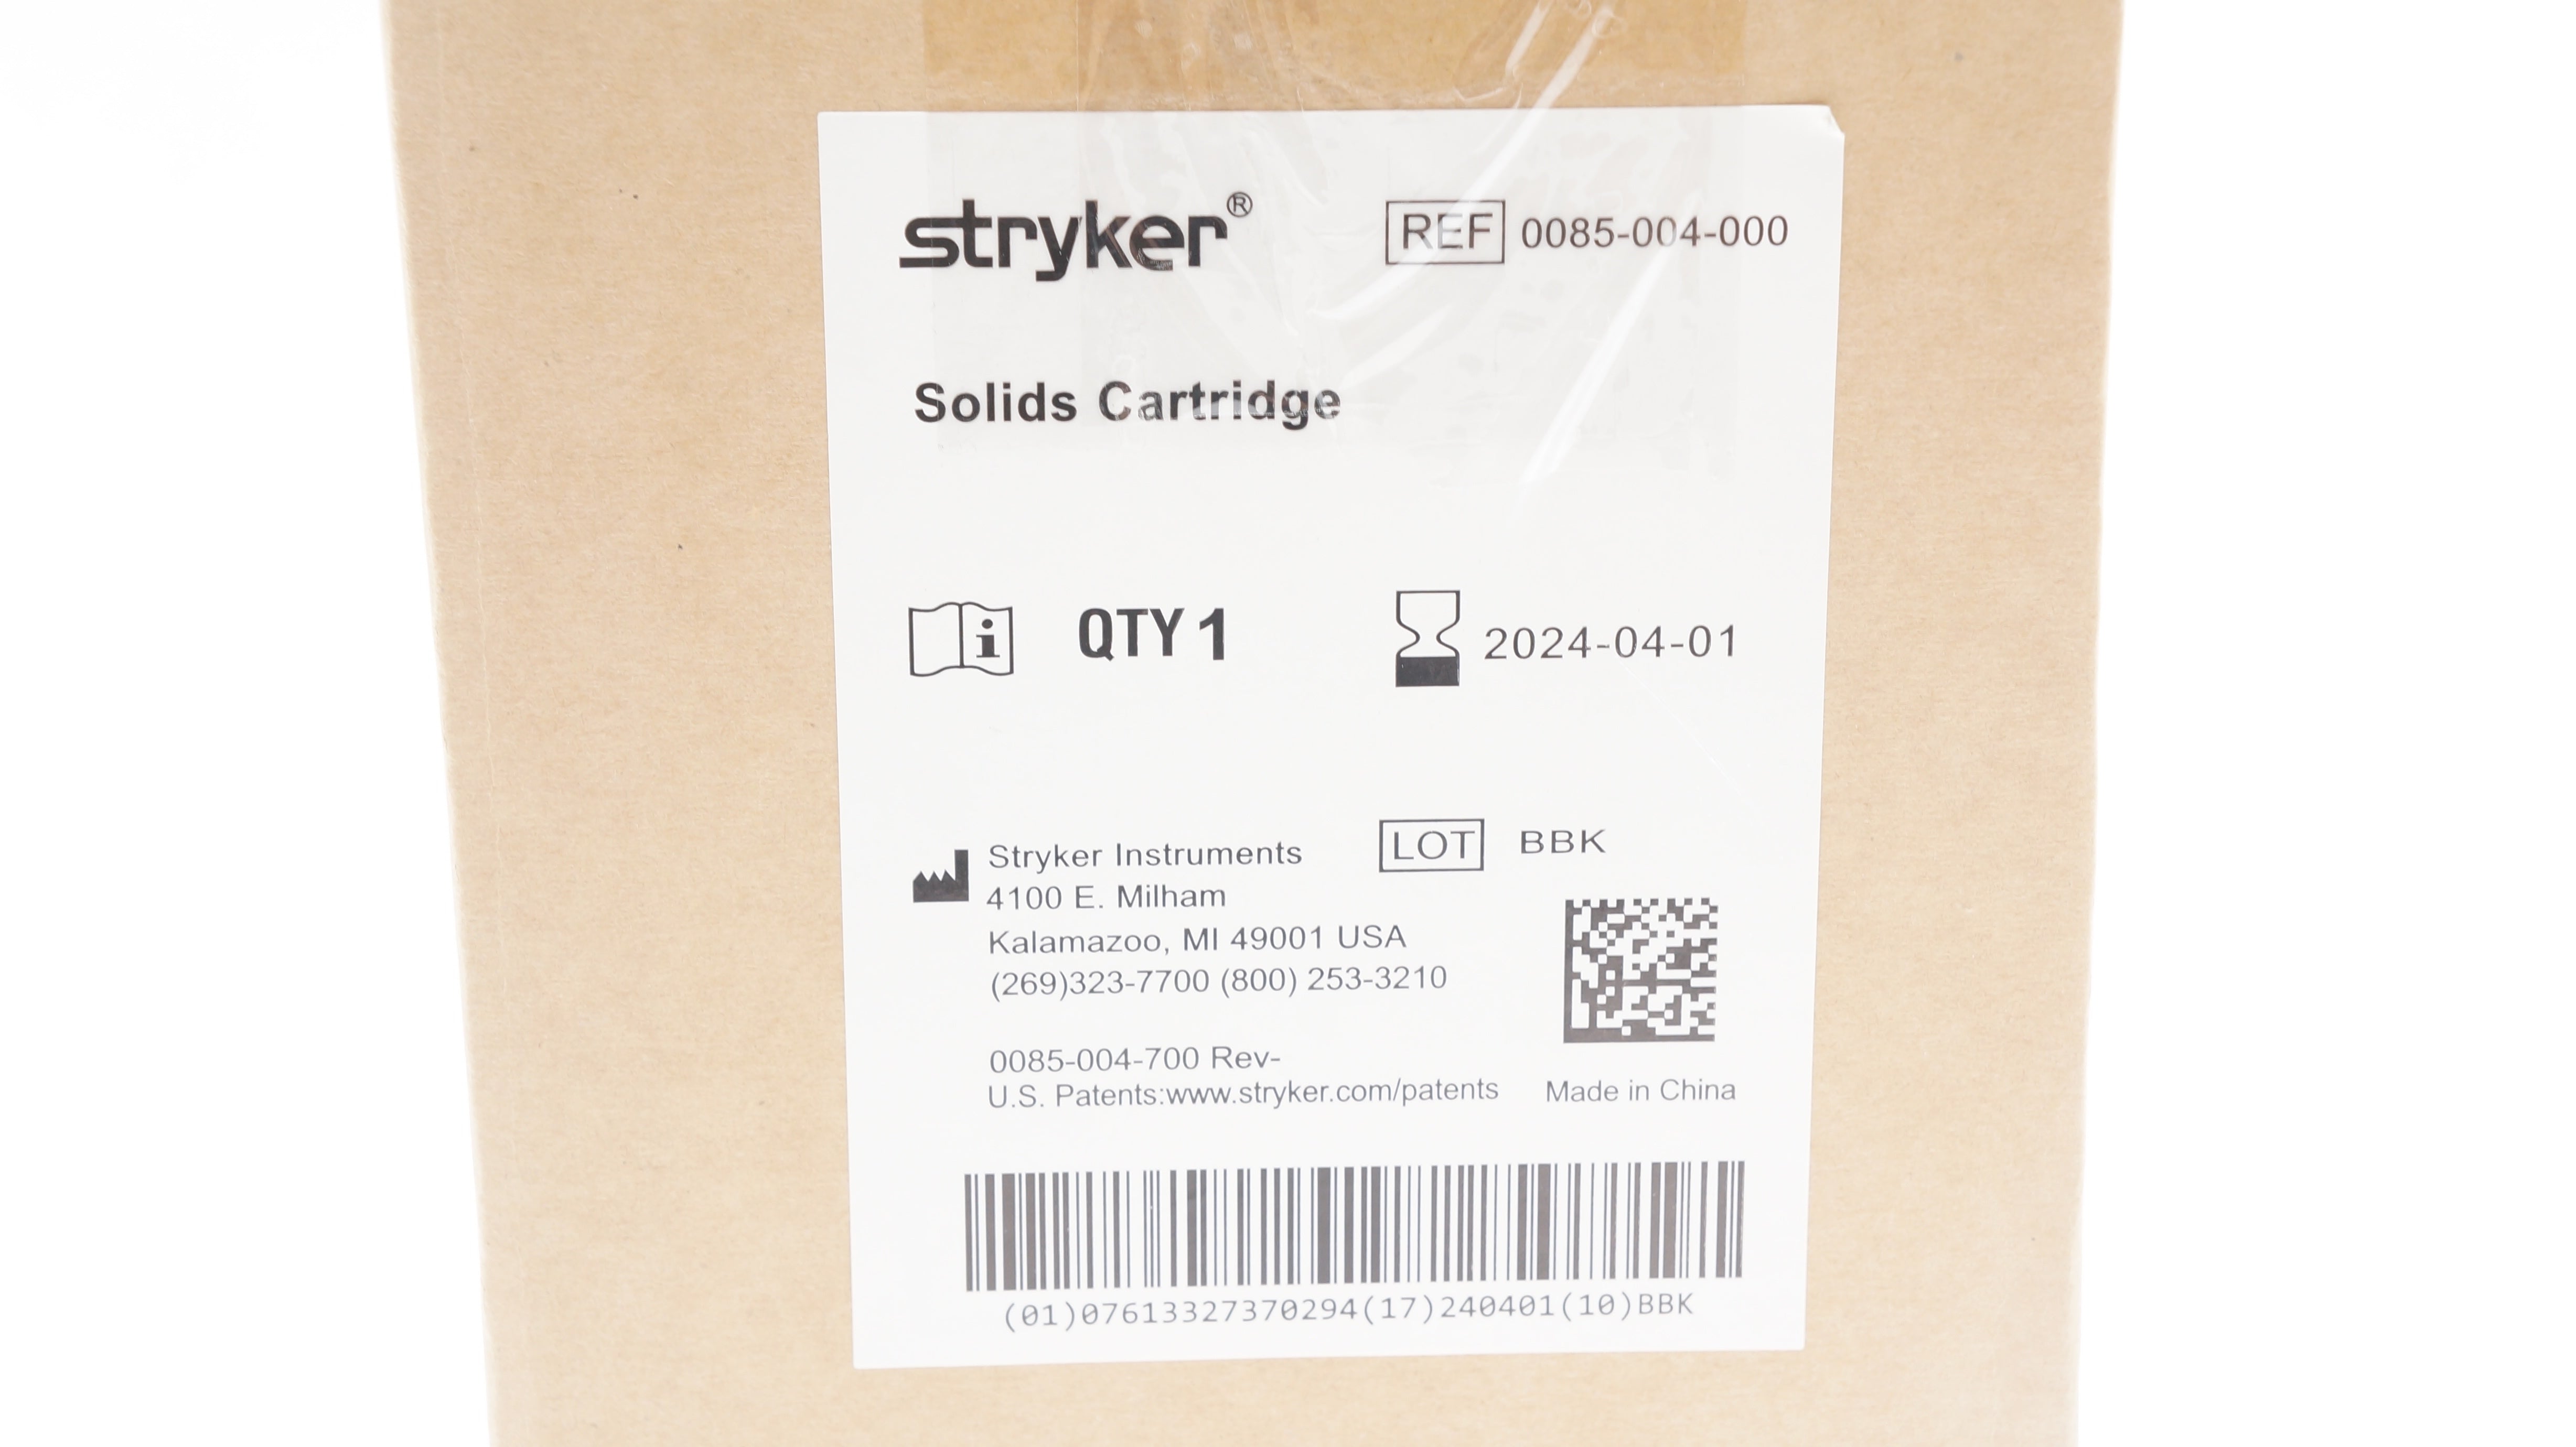 stryker®
REF 0085-004-000
Solids Cartridge
i QTY 1
2024-04-01
Stryker Instruments
4100 E. Milham
Kalamazoo, MI 49001 USA
(269)323-7700 (800) 253-3210
LOT BBK
0085-004-700 Rev-
U.S. Patents:www.stryker.com/patents
Made in China
(01)07613327370294(17)240401(10)BBK